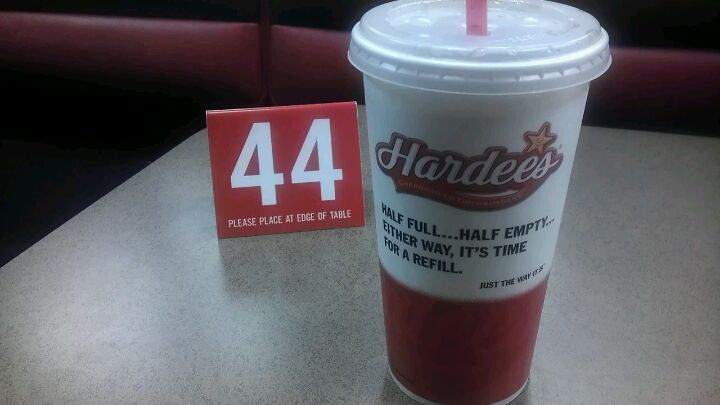 44
PLEASE PLACE AT EDGE OF TABLE
Hardee's
HALF FULL...HALF EMPTY...
EITHER WAY, IT'S TIME
FOR A REFILL.
JUST THE WAY IT IS